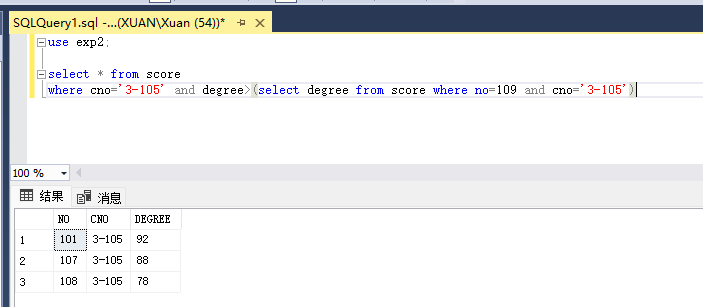 SQLQuery1.sql -...(XUAN\Xuan (54))*
use exp2;
select * from score
where cno='3-105' and degree>(select degree from score where no=109 and cno='3-105')
100 %
结果 消息
NO CNO DEGREE
1 101 3-105 92
2 107 3-105 88
3 108 3-105 78